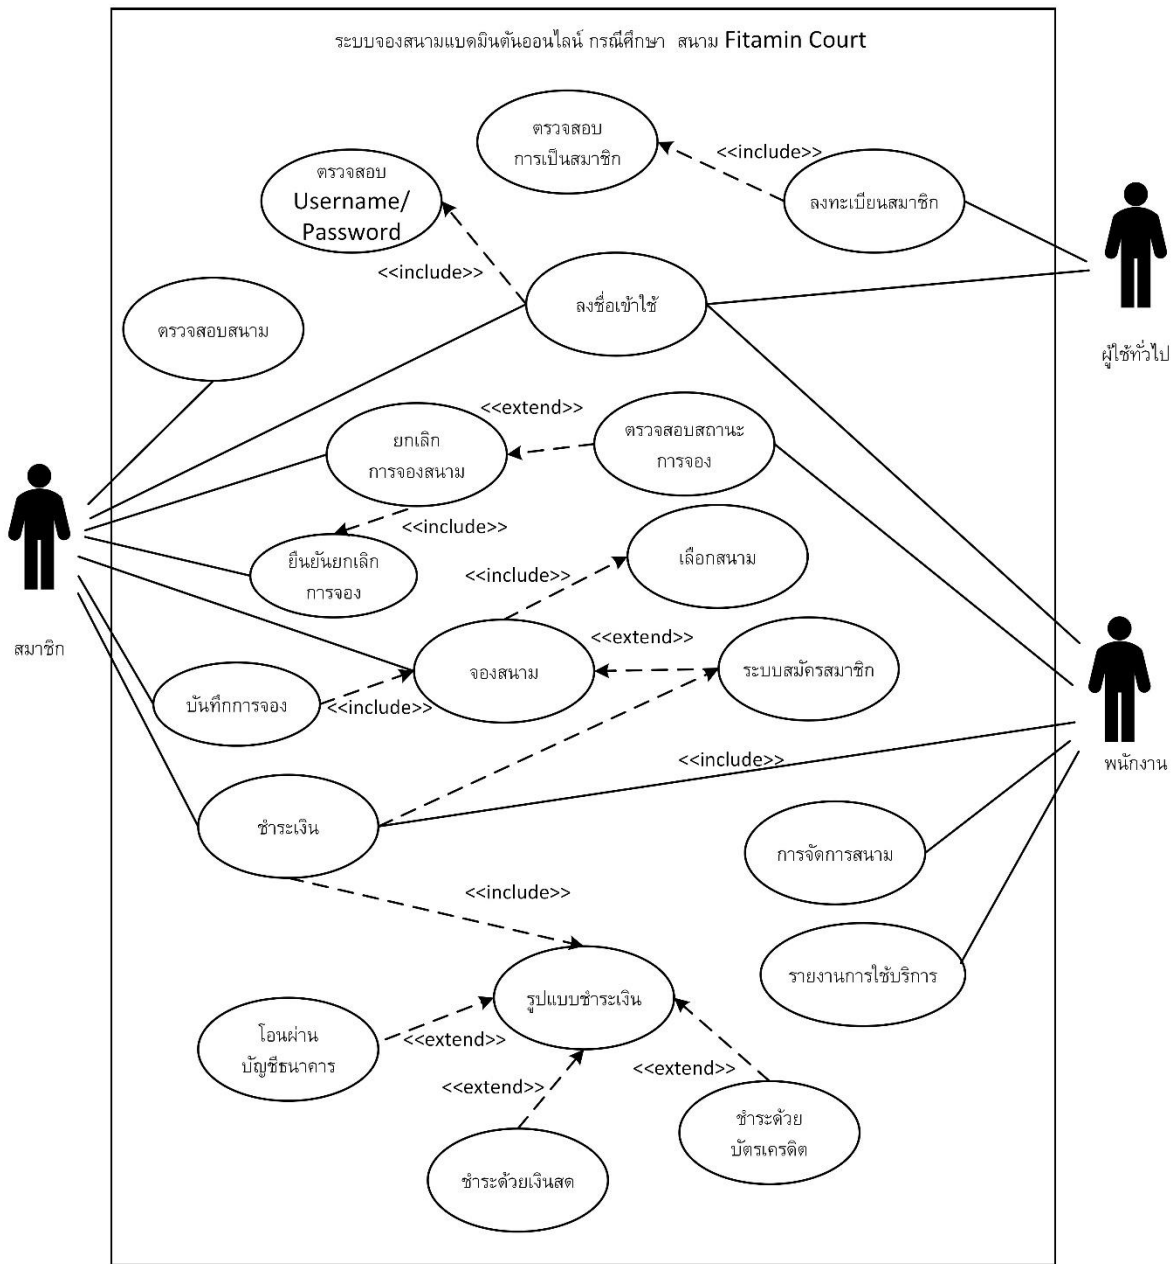 ระบบจองสนามแบดมินตันออนไลน์ กรณีศึกษา สนาม Fitamin Court
ตรวจสอบ
การเป็นสมาชิก
<<include>>
ลงทะเบียนสมาชิก
ตรวจสอบ
Username/
Password
<<include>>
ลงชื่อเข้าใช้
ผู้ใช้ทั่วไป
ตรวจสอบสนาม
<<extend>>
ยกเลิก
การจองสนาม
ตรวจสอบสถานะ
การจอง
<<include>>
ยืนยันยกเลิก
การจอง
<<include>>
เลือกสนาม
สมาชิก
<<extend>>
จองสนาม
ระบบสมัครสมาชิก
บันทึกการจอง
<<include>>
<<include>>
พนักงาน
ชำระเงิน
การจัดการสนาม
<<include>>
รายงานการใช้บริการ
รูปแบบชำระเงิน
โอนผ่าน
บัญชีธนาคาร
<<extend>>
<<extend>>
<<extend>>
ชำระด้วย
บัตรเครดิต
ชำระด้วยเงินสด